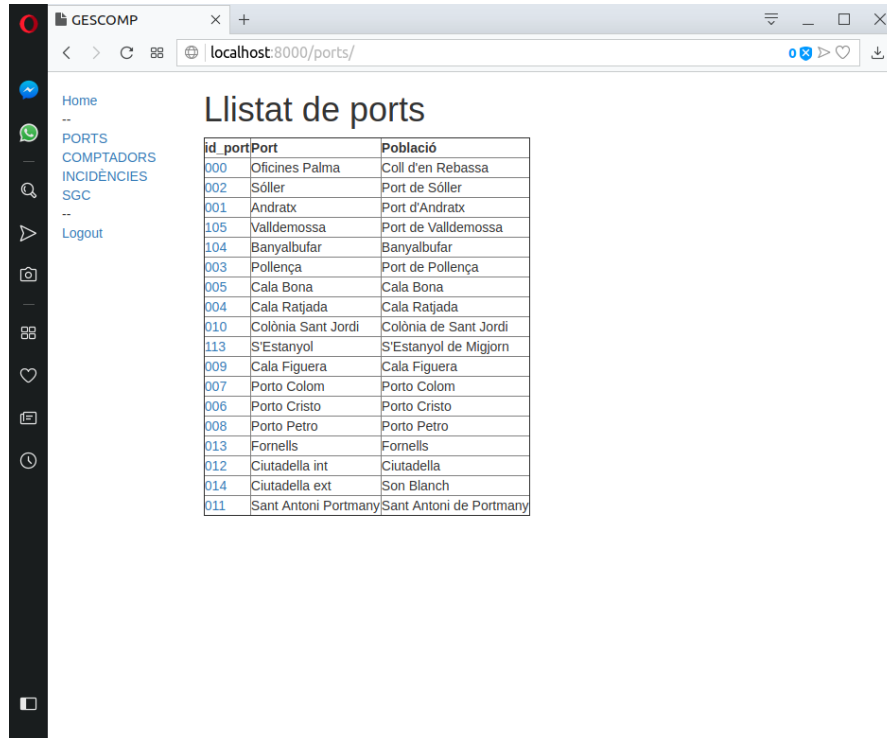 GESCOMP
localhost:8000/ports/
0
Home
--
PORTS
COMPTADORS
INCIDÈNCIES
SGC
--
Logout
Llistat de ports
id_port Port Població
000 Oficines Palma Coll d'en Rebassa
002 Sóller Port de Sóller
001 Andratx Port d'Andratx
105 Valldemossa Port de Valldemossa
104 Banyalbufar Banyalbufar
003 Pollença Port de Pollença
005 Cala Bona Cala Bona
004 Cala Ratjada Cala Ratjada
010 Colònia Sant Jordi Colònia de Sant Jordi
113 S'Estanyol S'Estanyol de Migjorn
009 Cala Figuera Cala Figuera
007 Porto Colom Porto Colom
006 Porto Cristo Porto Cristo
008 Porto Petro Porto Petro
013 Fornells Fornells
012 Ciutadella int Ciutadella
014 Ciutadella ext Son Blanch
011 Sant Antoni Portmany Sant Antoni de Portmany